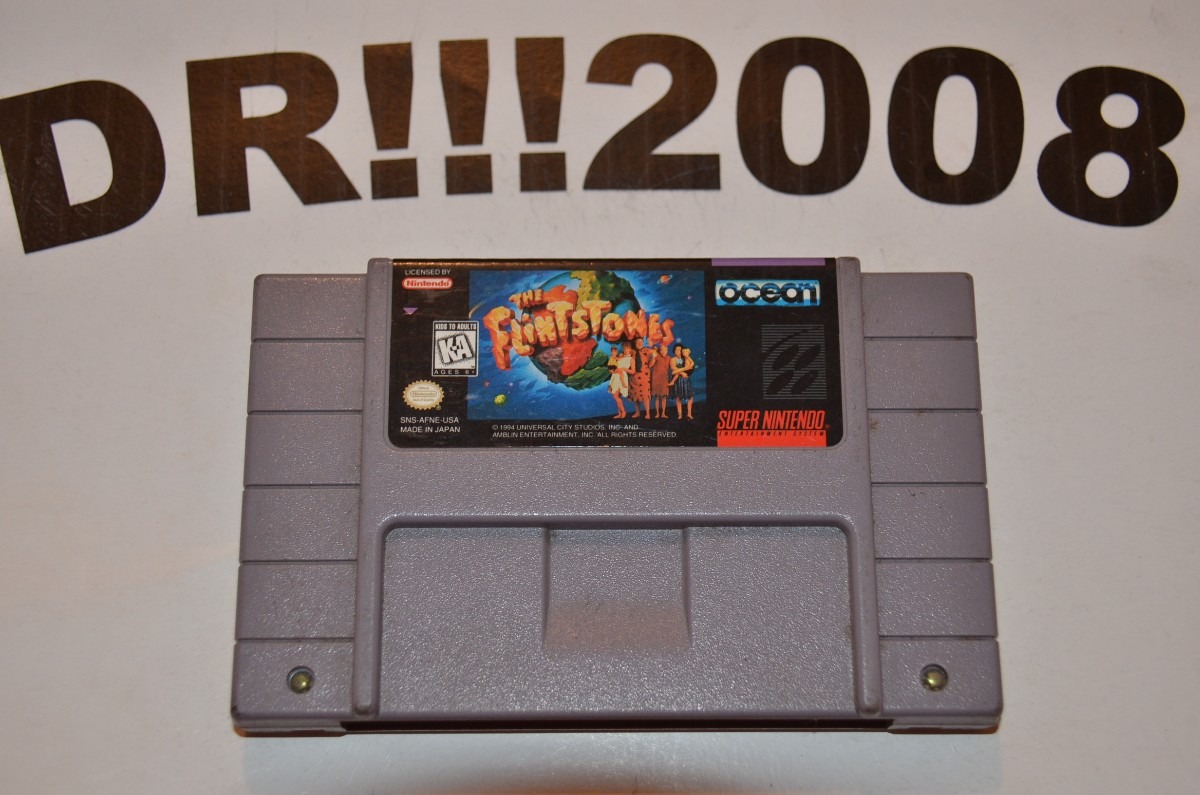 DR!!!2008
LICENSED BY
Nintendo
KIDS TO ADULTS
K-A
AGES 6+
Nintendo
SNS-AFNE-USA
MADE IN JAPAN
THE
FLINTSTONES
© 1994 UNIVERSAL CITY STUDIOS, INC. AND
AMBLIN ENTERTAINMENT, INC. ALL RIGHTS RESERVED.
ocean
SUPER NINTENDO
ENTERTAINMENT SYSTEM